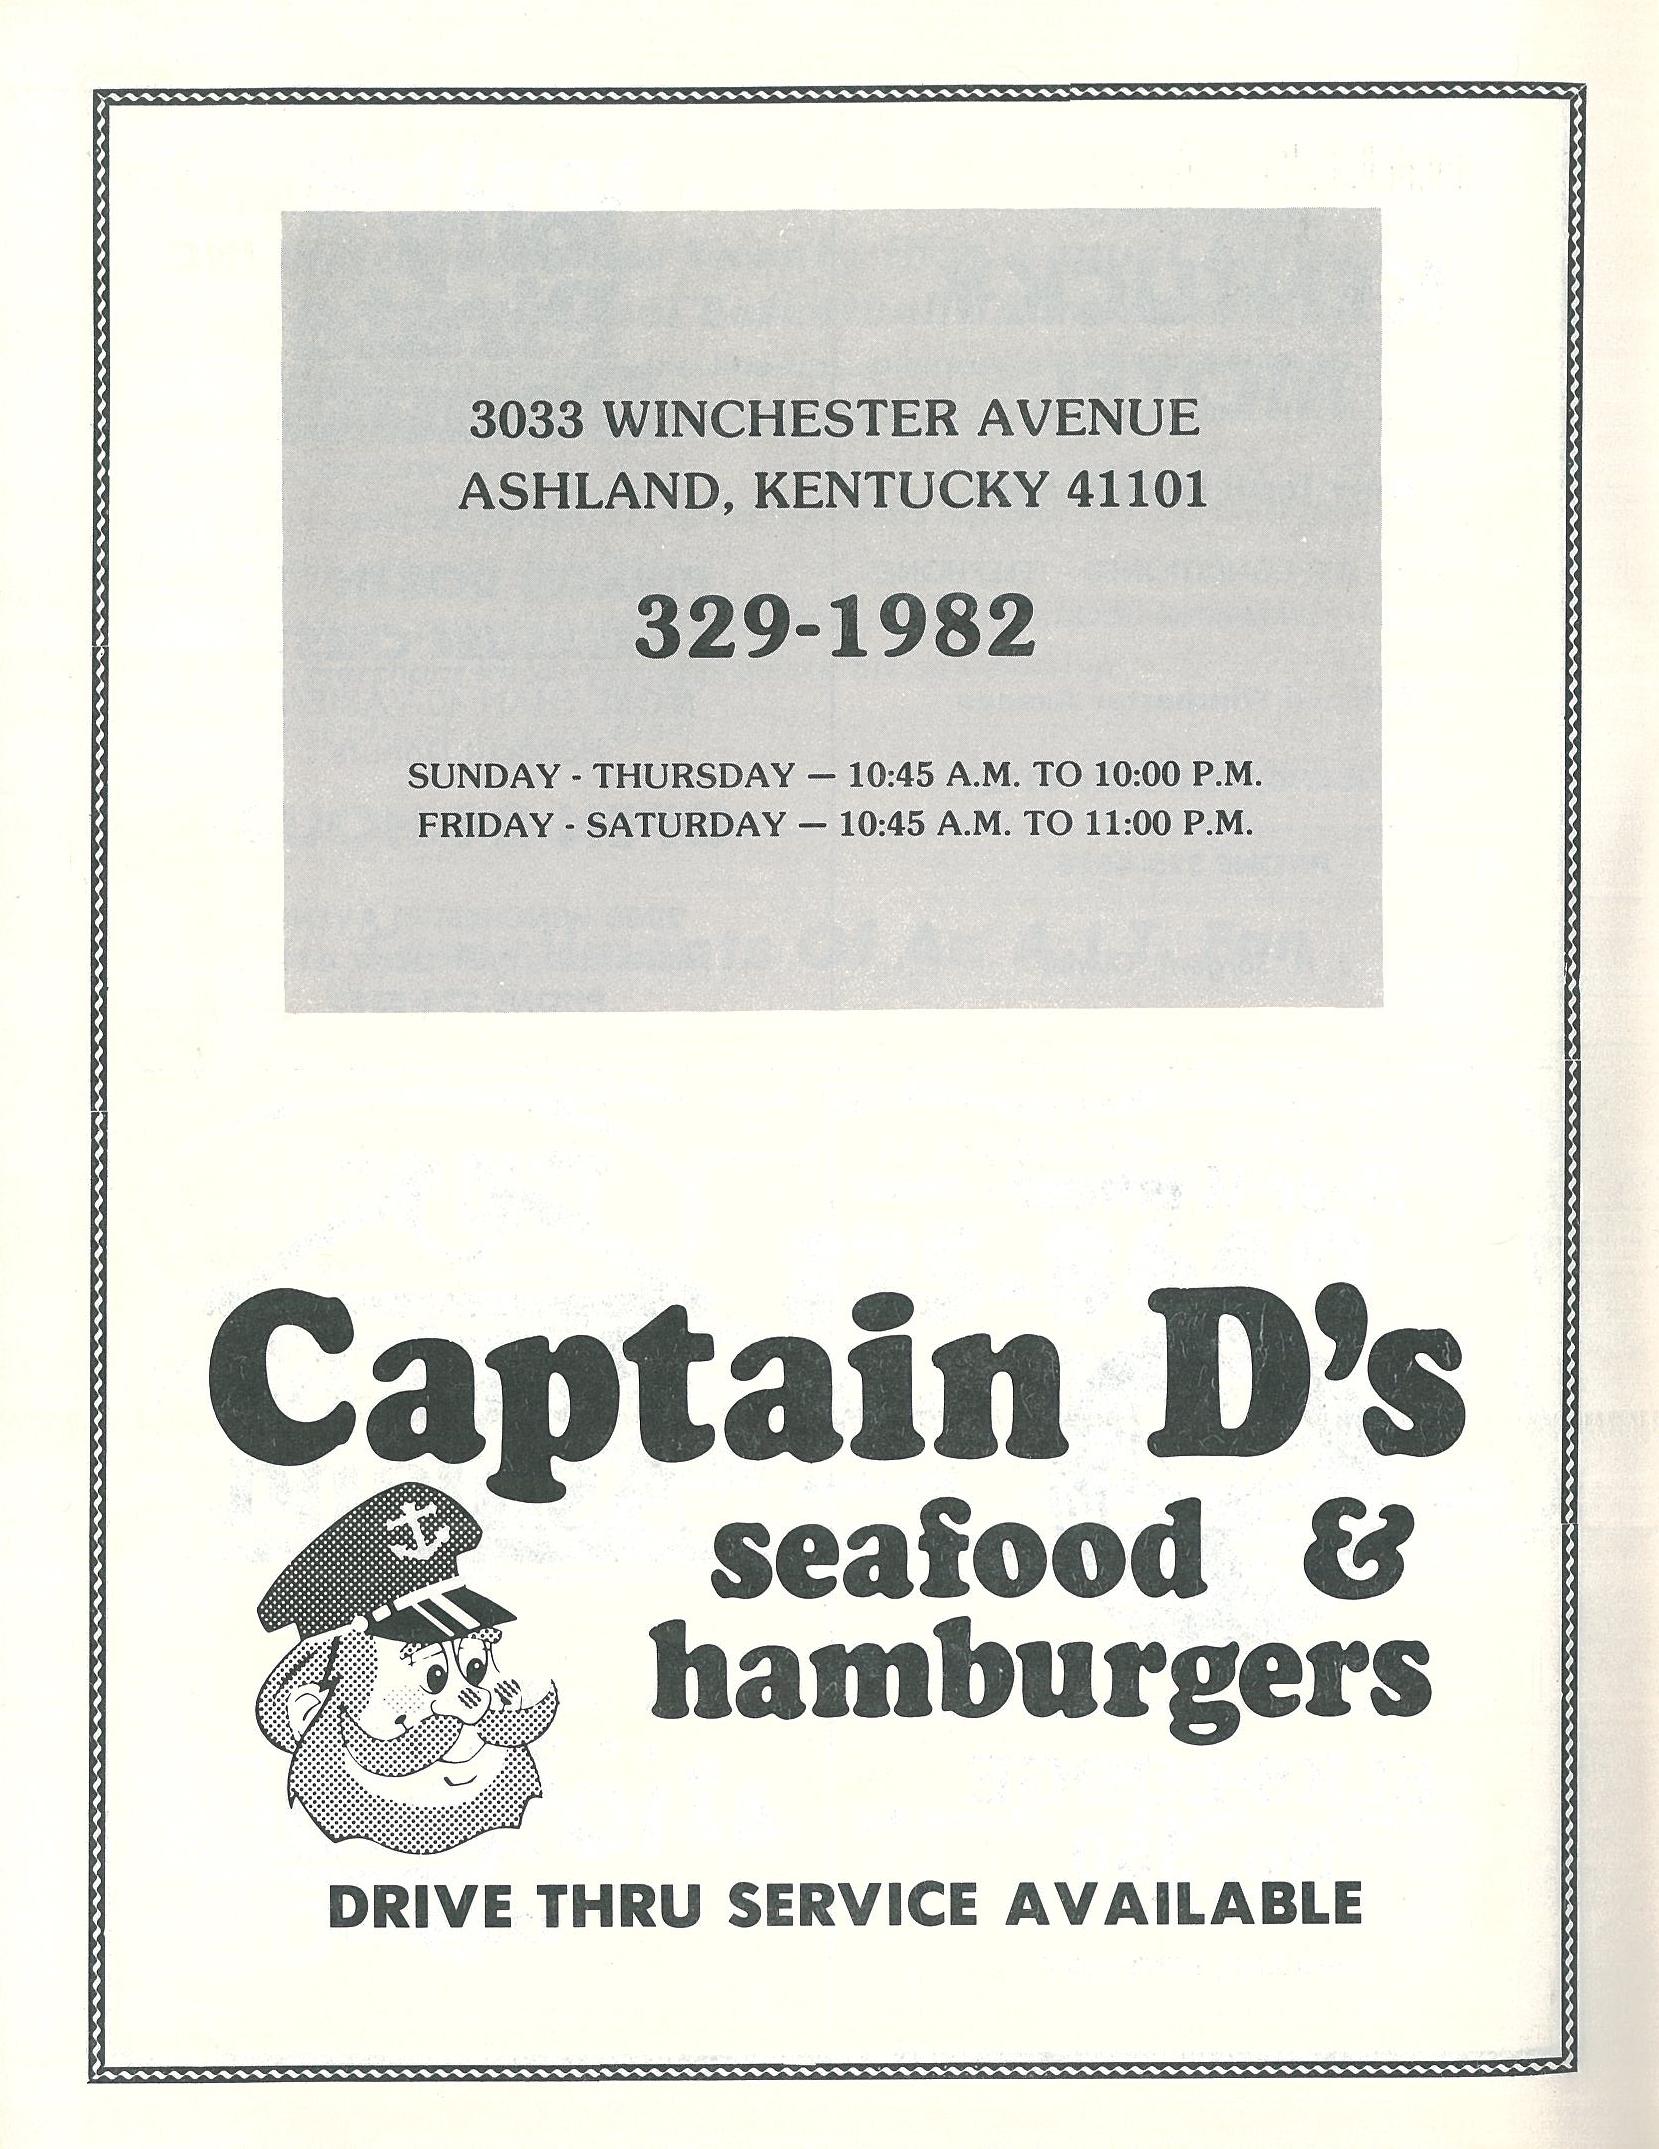 3033 WINCHESTER AVENUE
ASHLAND, KENTUCKY 41101
329-1982
SUNDAY - THURSDAY — 10:45 A.M. TO 10:00 P.M.
FRIDAY - SATURDAY — 10:45 A.M. TO 11:00 P.M.
Captain D's
seafood &
hamburgers
DRIVE THRU SERVICE AVAILABLE